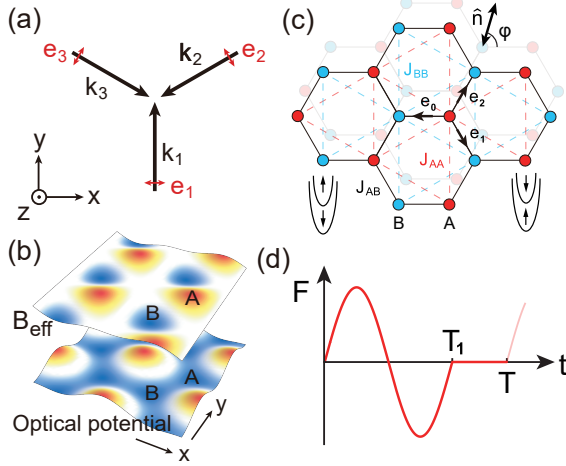 (a)
e3
e2
k2
k3
k1
y
x
z
e1
(b)
Beff
B
A
B
A
Optical potential
x
y
(c)
n̂
φ
JBB
e0
e2
e1
JAA
JAB
B
A
(d)
F
T1
T
t